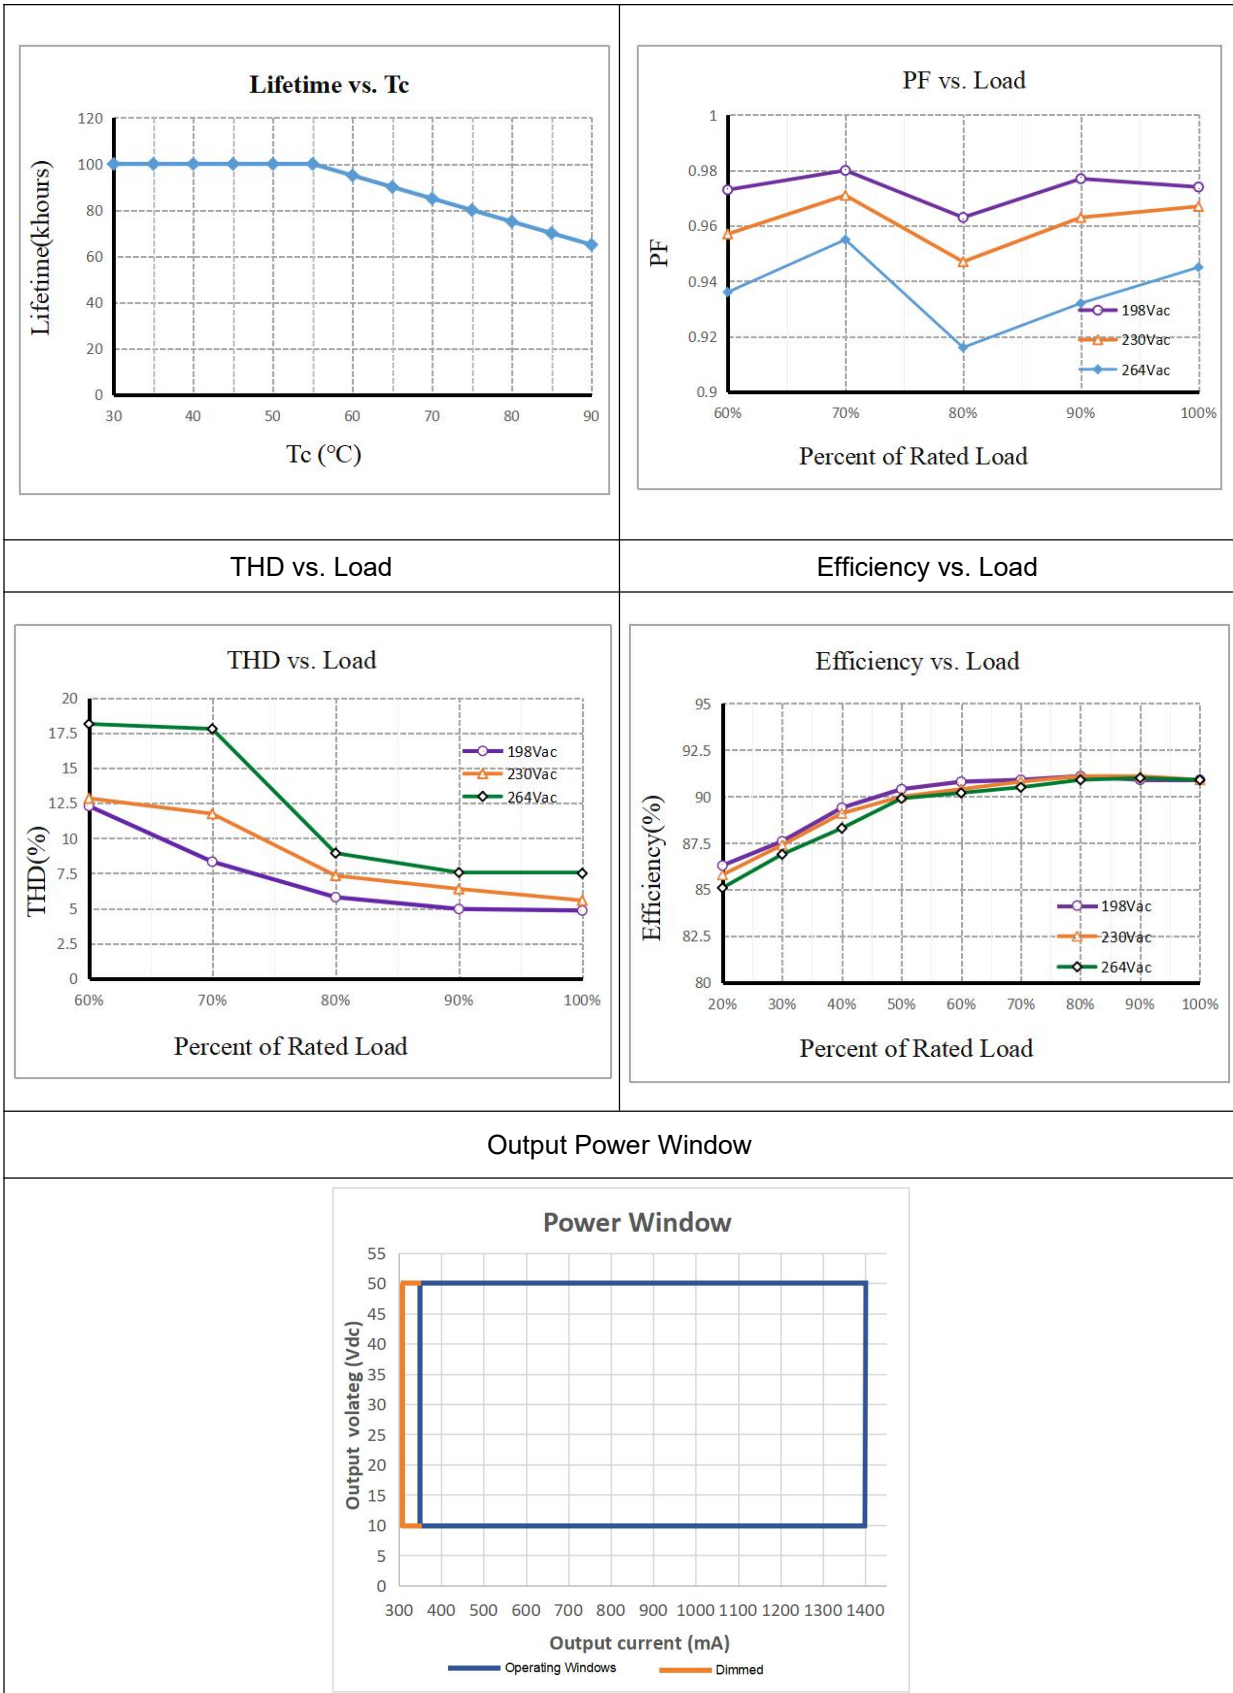 Lifetime vs. Tc
120
100
80
60
40
20
0
30 40 50 60 70 80 90
Lifetime(khours)
Tc (°C)
PF vs. Load
1
0.98
0.96
0.94
0.92
0.9
60% 70% 80% 90% 100%
PF
198Vac
230Vac
264Vac
Percent of Rated Load
THD vs. Load
Efficiency vs. Load
THD vs. Load
20
17.5
15
12.5
10
7.5
5
2.5
0
60% 70% 80% 90% 100%
THD(%)
198Vac
230Vac
264Vac
Percent of Rated Load
Efficiency vs. Load
95
92.5
90
87.5
85
82.5
80
20% 30% 40% 50% 60% 70% 80% 90% 100%
Efficiency(%)
198Vac
230Vac
264Vac
Percent of Rated Load
Output Power Window
Power Window
55
50
45
40
35
30
25
20
15
10
5
0
300 400 500 600 700 800 900 1000 1100 1200 1300 1400
Output volateg (Vdc)
Output current (mA)
Operating Windows
Dimmed